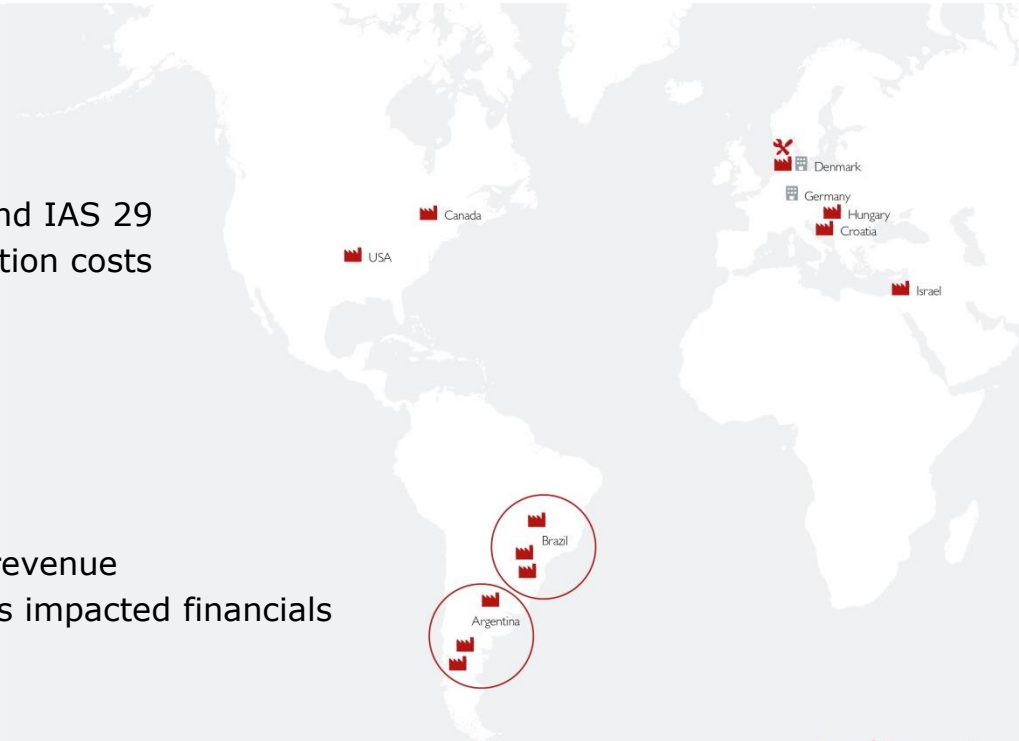 nd IAS 29
tion costs
revenue
s impacted financials
Canada
USA
Denmark
Germany
Hungary
Croatia
Israel
Brazil
Argentina